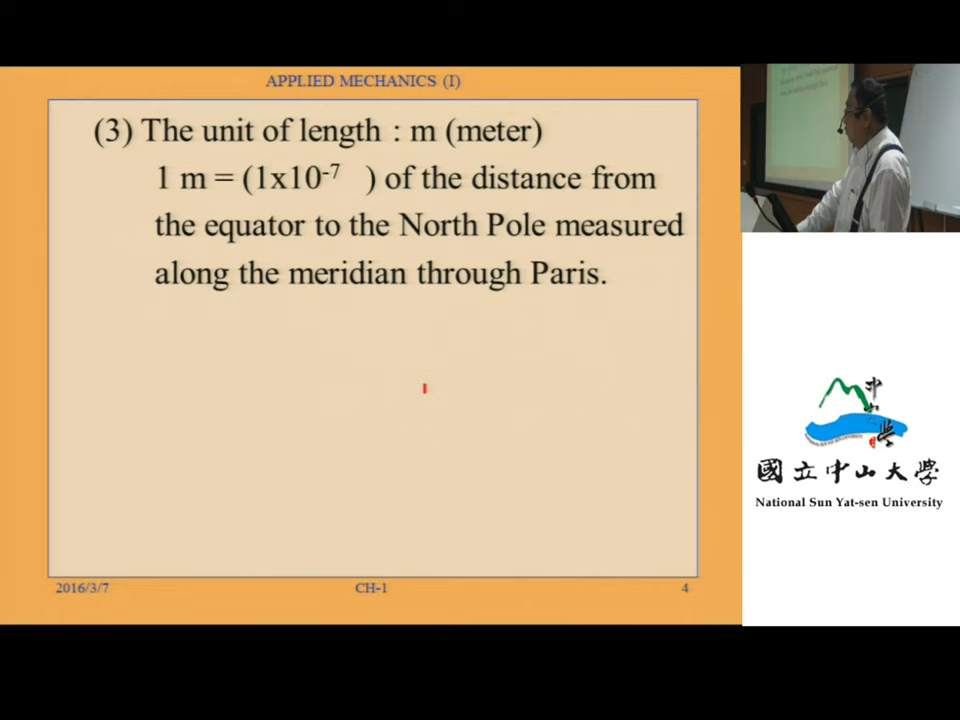 APPLIED MECHANICS (I)
(3) The unit of length : m (meter)
1 m = (1x10-7 ) of the distance from
the equator to the North Pole measured
along the meridian through Paris.
2016/3/7 CH-1 4
國立中山大學
National Sun Yat-sen University